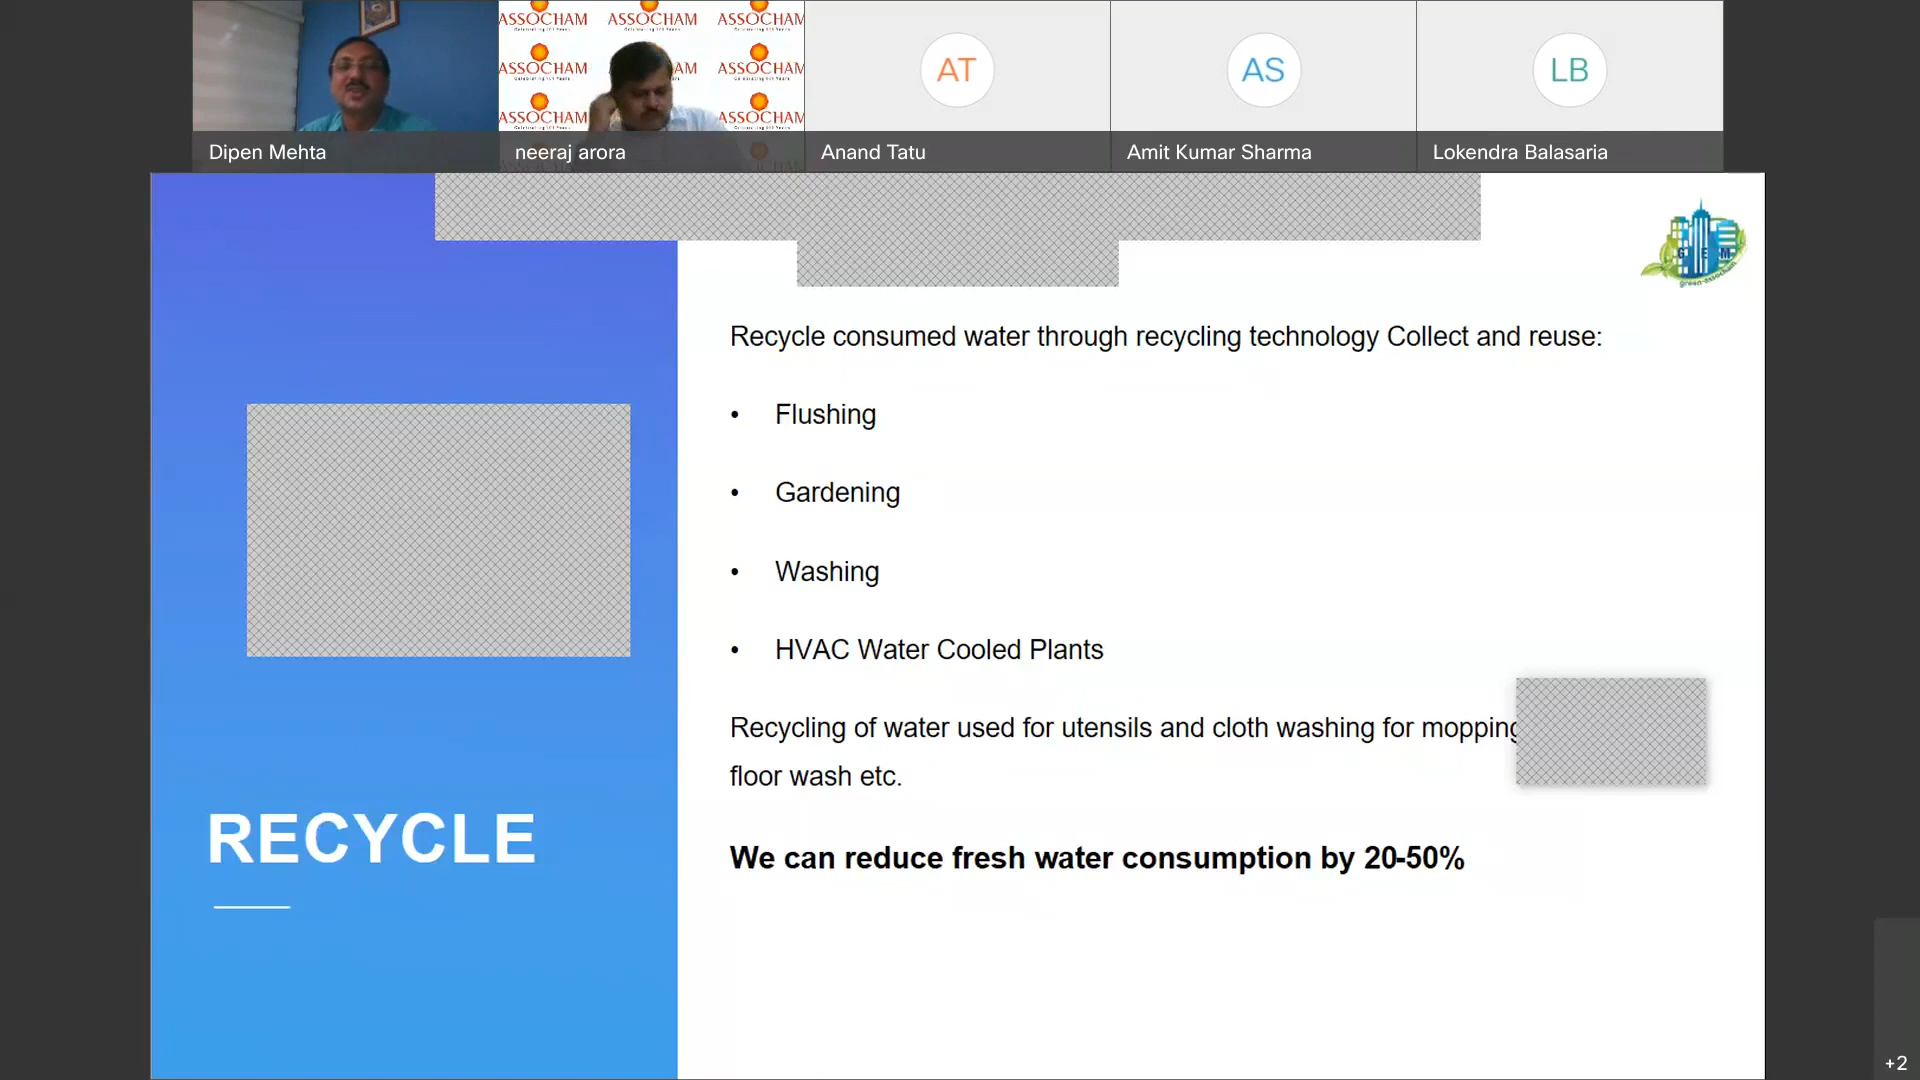 ASSOCHAM ASSOCHAM ASSOCHAM
ASSOCHAM ASSOCHAM
ASSOCHAM ASSOCHAM
AT
AS
LB
Dipen Mehta
neeraj arora
Anand Tatu
Amit Kumar Sharma
Lokendra Balasaria
G E M
green-assocham
Recycle consumed water through recycling technology Collect and reuse:
• Flushing
• Gardening
• Washing
• HVAC Water Cooled Plants
Recycling of water used for utensils and cloth washing for mopping
floor wash etc.
We can reduce fresh water consumption by 20-50%
RECYCLE
+2